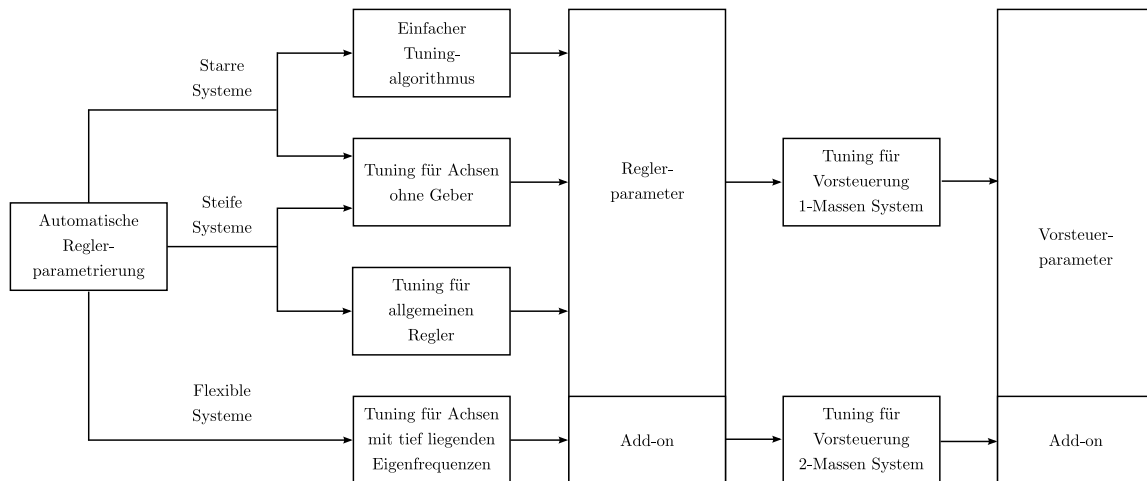 Automatische
Regler-
parametrierung
Starre
Systeme
Steife
Systeme
Flexible
Systeme
Einfacher
Tuning-
algorithmus
Tuning für Achsen
ohne Geber
Tuning für
allgemeinen
Regler
Tuning für Achsen
mit tief liegenden
Eigenfrequenzen
Regler-
parameter
Add-on
Tuning für
Vorsteuerung
1-Massen System
Tuning für
Vorsteuerung
2-Massen System
Vorsteuer-
parameter
Add-on